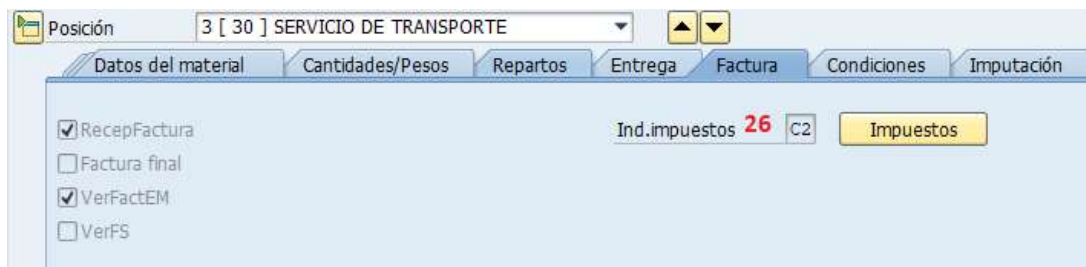 Posición 3 [ 30 ] SERVICIO DE TRANSPORTE
Datos del material Cantidades/Pesos Repartos Entrega Factura Condiciones Imputación
RecepFactura Ind.impuestos 26 C2 Impuestos
Factura final
VerFactEM
VerFS